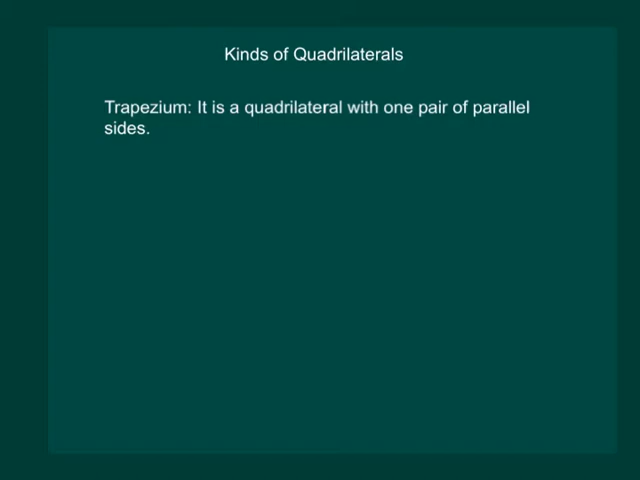 Kinds of Quadrilaterals
Trapezium: It is a quadrilateral with one pair of parallel
sides.